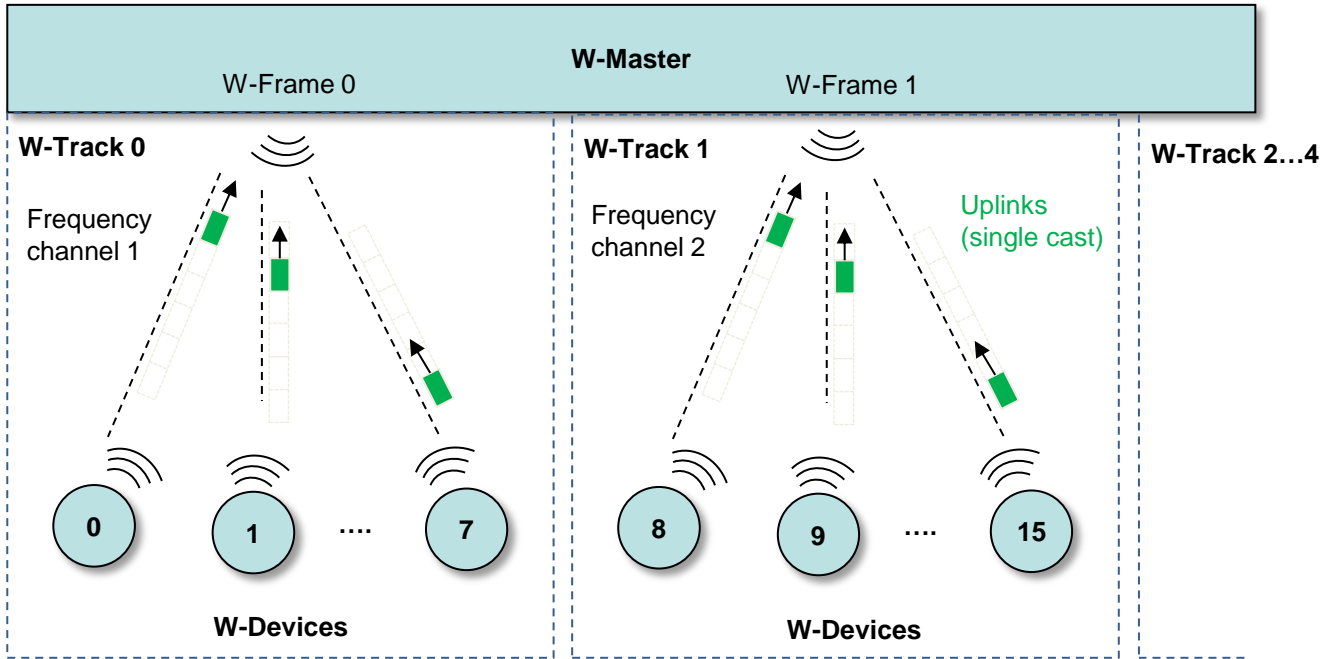 W-Master
W-Frame 0
W-Frame 1
W-Track 0
W-Track 1
W-Track 2…4
Frequency
channel 1
Frequency
channel 2
Uplinks
(single cast)
0
1
....
7
8
9
....
15
W-Devices
W-Devices